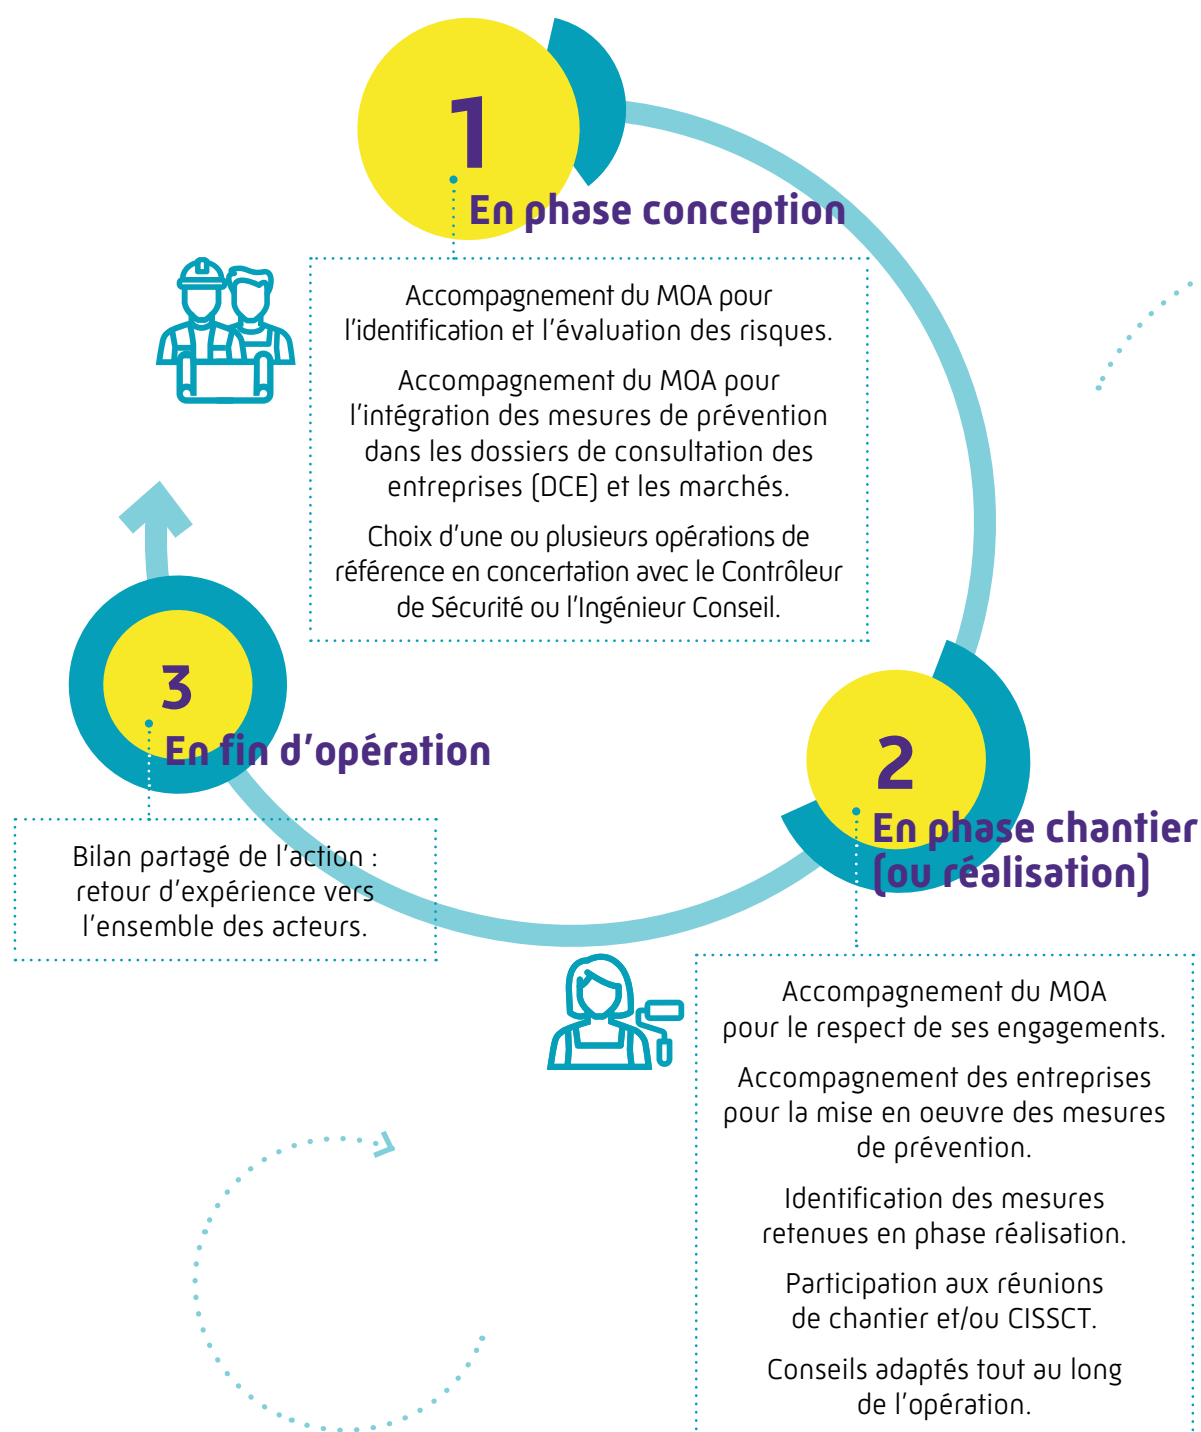 1
En phase conception
Accompagnement du MOA pour
l'identification et l'évaluation des risques.
Accompagnement du MOA pour
l'intégration des mesures de prévention
dans les dossiers de consultation des
entreprises (DCE) et les marchés.
Choix d'une ou plusieurs opérations de
référence en concertation avec le Contrôleur
de Sécurité ou l'Ingénieur Conseil.
2
En phase chantier
(ou réalisation)
Accompagnement du MOA
pour le respect de ses engagements.
Accompagnement des entreprises
pour la mise en oeuvre des mesures
de prévention.
Identification des mesures
retenues en phase réalisation.
Participation aux réunions
de chantier et/ou CISSCT.
Conseils adaptés tout au long
de l'opération.
3
En fin d'opération
Bilan partagé de l'action :
retour d'expérience vers
l'ensemble des acteurs.